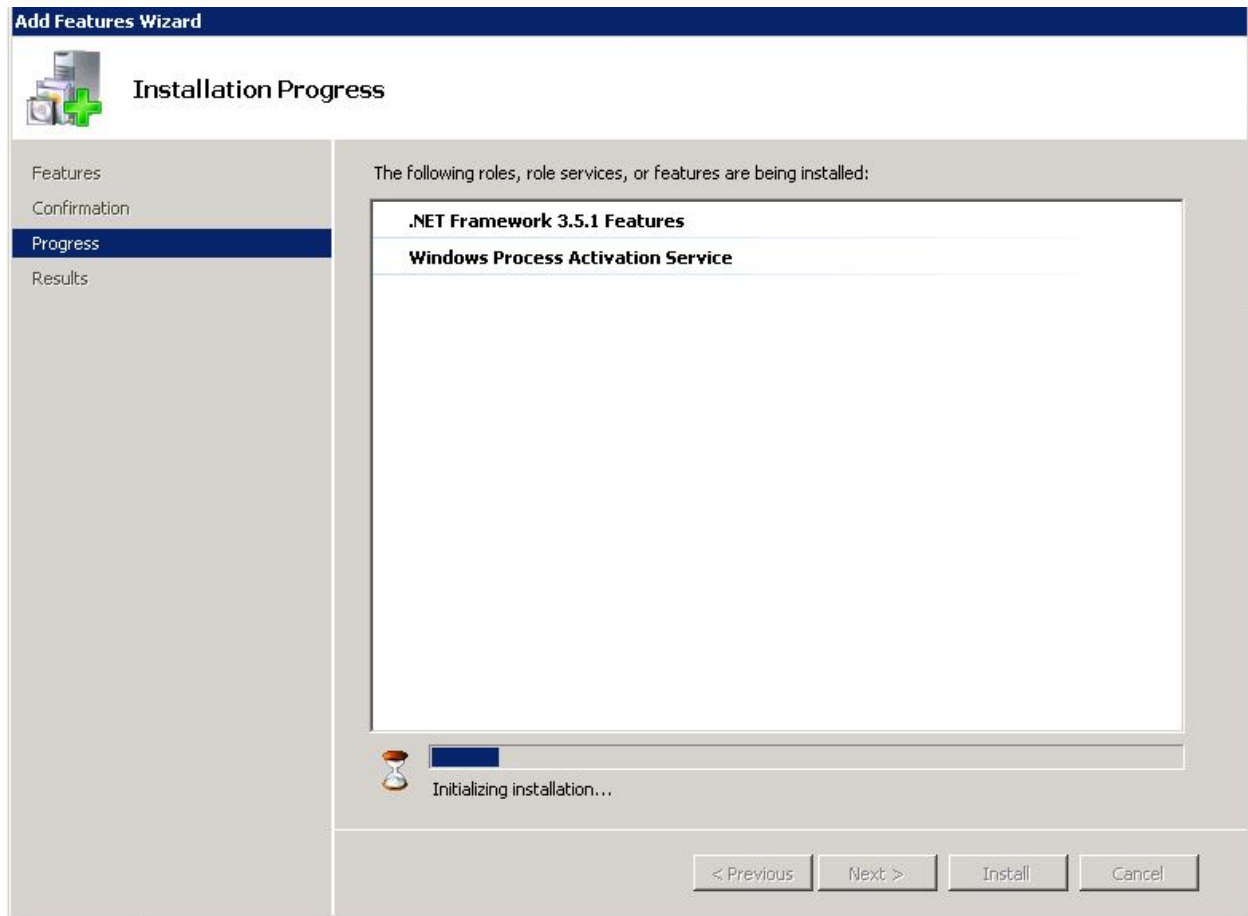 Add Features Wizard
Installation Progress
Features
Confirmation
Progress
Results
The following roles, role services, or features are being installed:
.NET Framework 3.5.1 Features
Windows Process Activation Service
Initializing installation...
< Previous
Next >
Install
Cancel